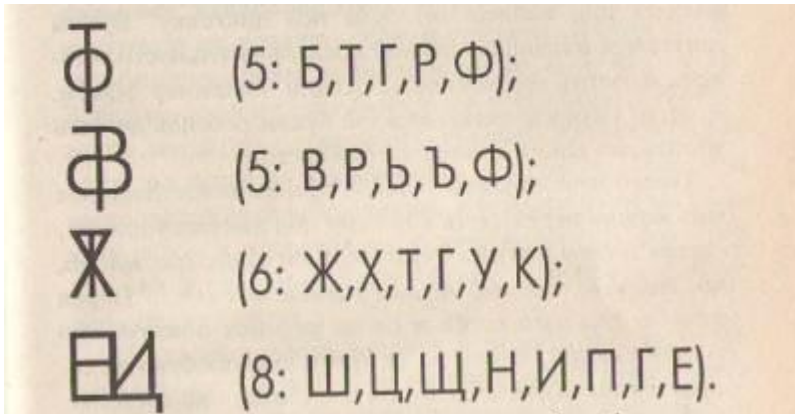 (5: Б,Т,Г,Р,Ф);
(5: В,Р,Ь,Ъ,Ф);
(6: Ж,Х,Т,Г,У,К);
(8: Ш,Ц,Щ,Н,И,П,Г,Е).